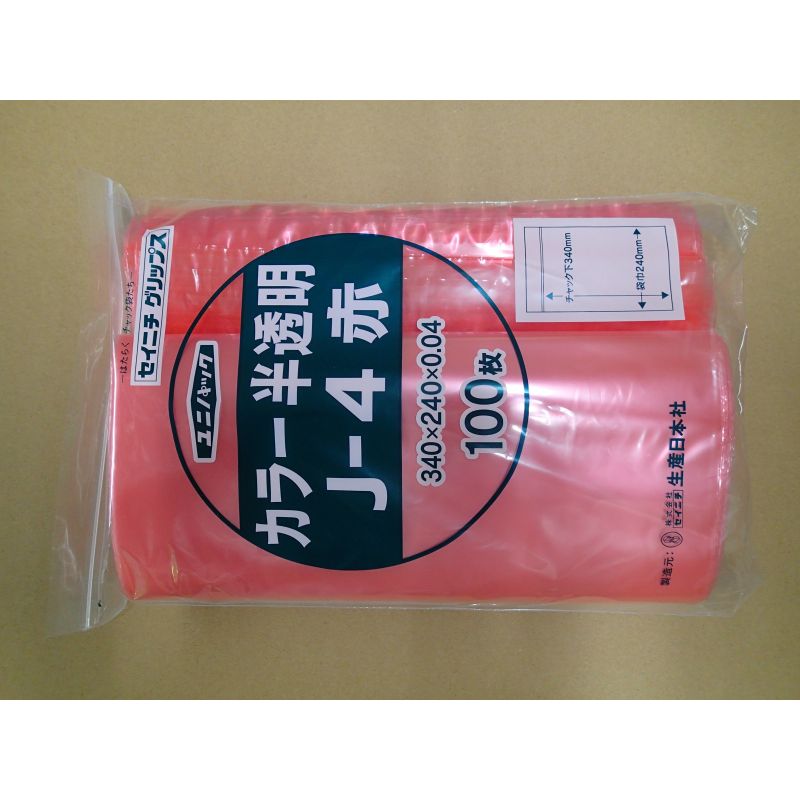 －はたらく チャック袋たち－
セイニチ グリップス
ユニパック
カラー半透明
J-4 赤
340×240×0.04
100枚
チャック下340mm
袋巾240mm
製造元：
株式会社
セイニチ
生産日本社